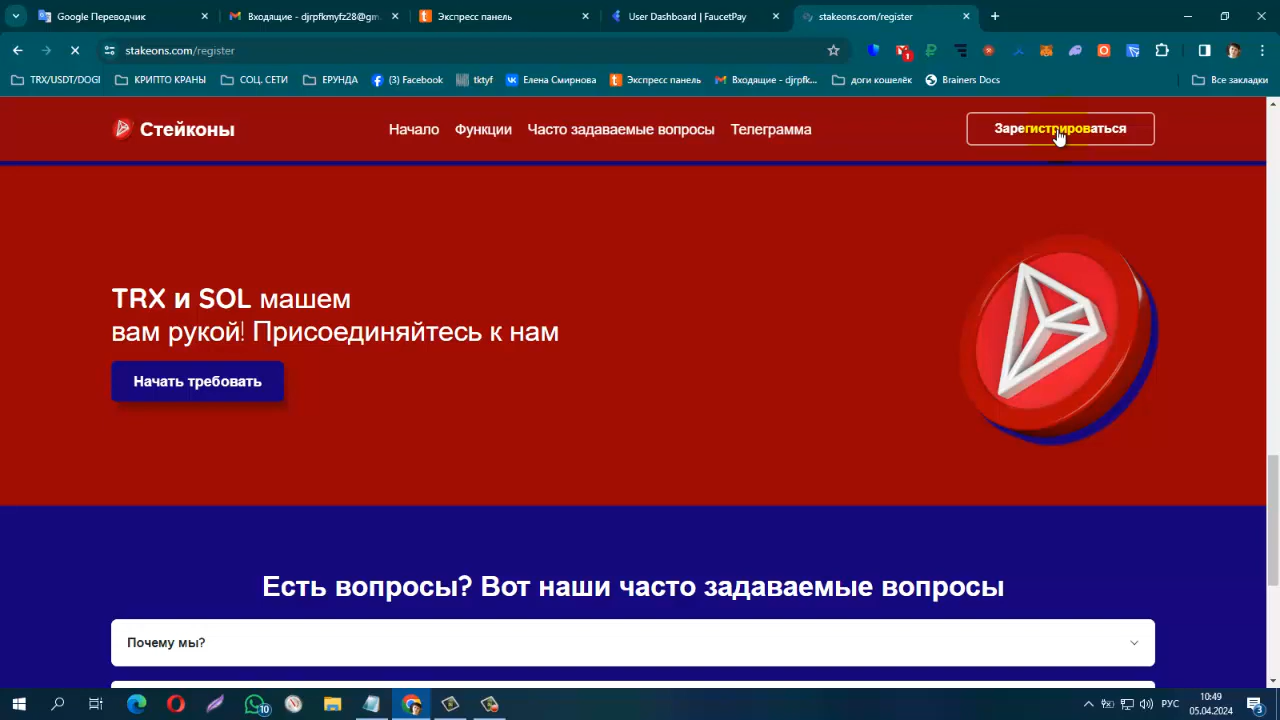 Google Переводчик
Входящие - djrpfkmyfz28@gm
Экспресс панель
User Dashboard | FaucetPay
stakeons.com/register
stakeons.com/register
1
TRX/USDT/DOGI
КРИПТО КРАНЫ
СОЦ. СЕТИ
ЕРУНДА
(3) Facebook
tktyf
Елена Смирнова
Экспресс панель
Входящие - djrpfk...
доги кошелёк
Brainers Docs
Все закладки
Стейконы
Начало
Функции
Часто задаваемые вопросы
Телеграмма
Зарегистрироваться
TRX и SOL машем
вам рукой! Присоединяйтесь к нам
Начать требовать
Есть вопросы? Вот наши часто задаваемые вопросы
Почему мы?
10
РУС
10:49
05.04.2024
3